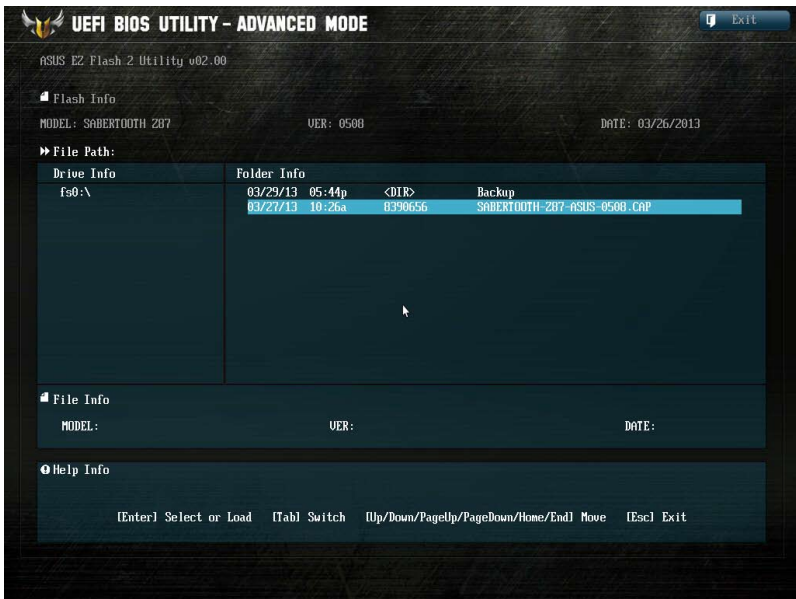 UEFI BIOS UTILITY - ADVANCED MODE
Exit
ASUS EZ Flash 2 Utility v02.00
Flash Info
MODEL: SABERTOOTH Z87 VER: 0508 DATE: 03/26/2013
File Path:
Drive Info Folder Info
fs0:\ 03/29/13 05:44p <DIR> Backup
03/27/13 10:26a 8390656 SABERTOOTH-Z87-ASUS-0508.CAP
File Info
MODEL: VER: DATE:
Help Info
[Enter] Select or Load [Tab] Switch [Up/Down/PageUp/PageDown/Home/End] Move [Esc] Exit